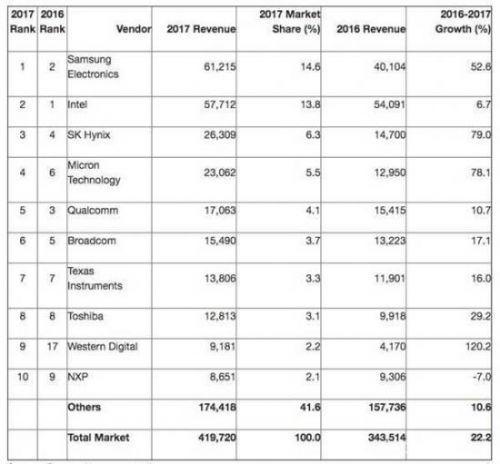 2017 Rank 2016 Rank Vendor 2017 Revenue 2017 Market Share (%) 2016 Revenue 2016-2017 Growth (%)
1 2 Samsung Electronics 61,215 14.6 40,104 52.6
2 1 Intel 57,712 13.8 54,091 6.7
3 4 SK Hynix 26,309 6.3 14,700 79.0
4 6 Micron Technology 23,062 5.5 12,950 78.1
5 3 Qualcomm 17,063 4.1 15,415 10.7
6 5 Broadcom 15,490 3.7 13,223 17.1
7 7 Texas Instruments 13,806 3.3 11,901 16.0
8 8 Toshiba 12,813 3.1 9,918 29.2
9 17 Western Digital 9,181 2.2 4,170 120.2
10 9 NXP 8,651 2.1 9,306 -7.0
Others 174,418 41.6 157,736 10.6
Total Market 419,720 100.0 343,514 22.2